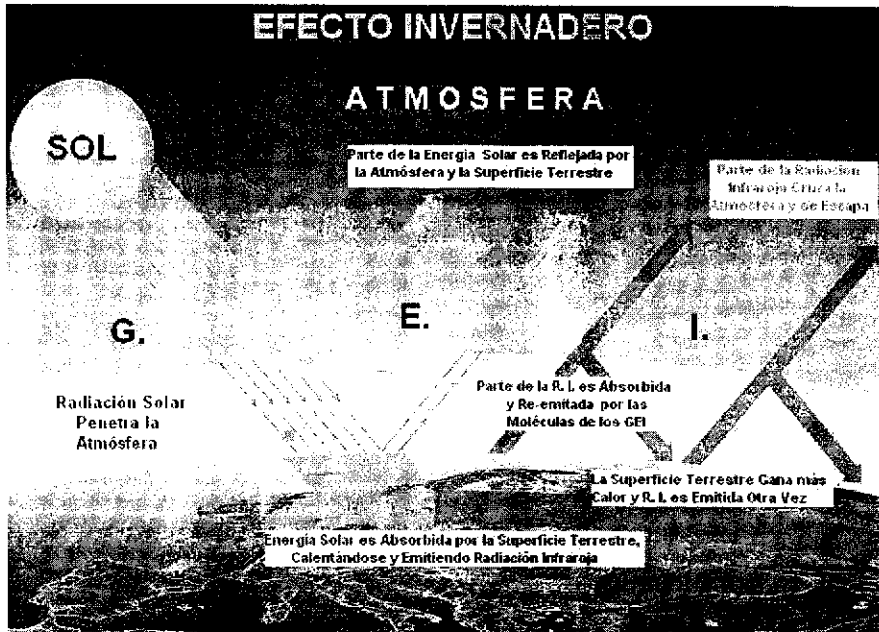 EFECTO INVERNADERO
ATMOSFERA
SOL
Parte de la Energía Solar es Reflejada por
la Atmósfera y la Superficie Terrestre
Parte de la Radiación
Infraroja Cruza la
Atmósfera y se Escapa
G.
E.
I.
Radiación Solar
Penetra la
Atmósfera
Parte de la R. I. es Absorbida
y Re-emitada por las
Moléculas de los GEI
La Superficie Terrestre Gana más
Calor y R. I. es Emitida Otra Vez
Energía Solar es Absorbida por la Superficie Terrestre,
Calentándose y Emitiendo Radiación Infraroja